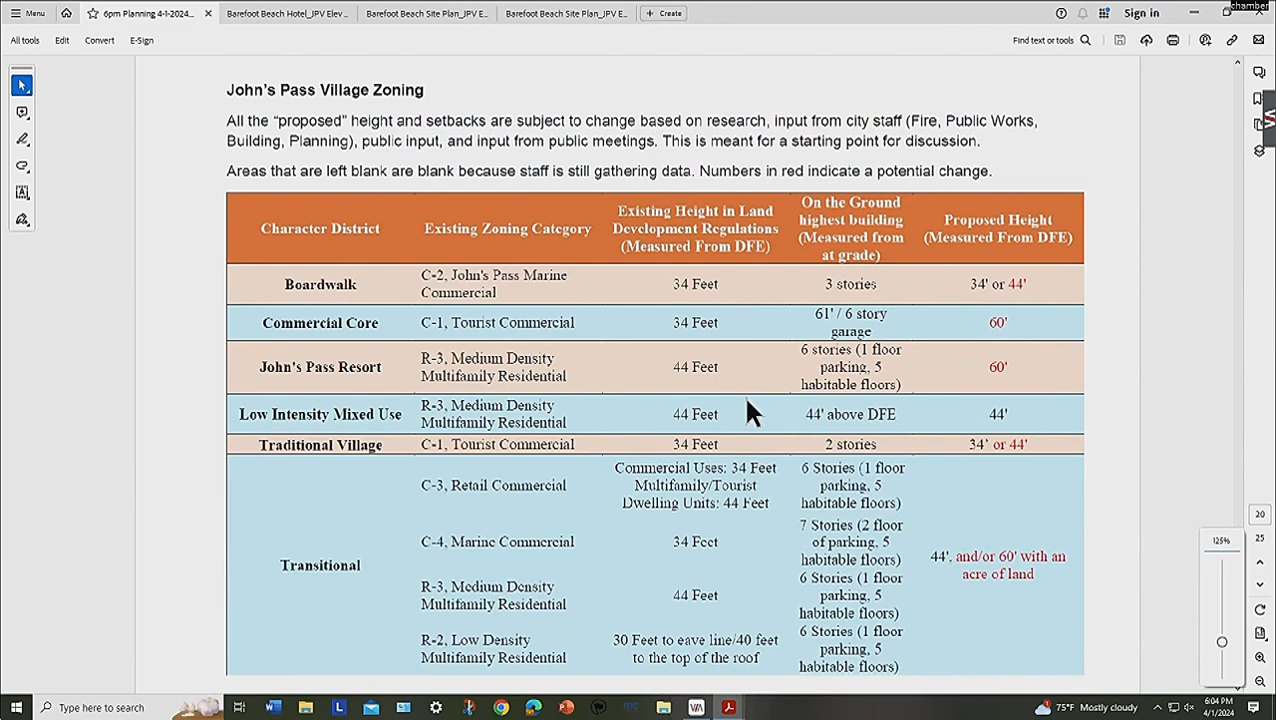 chamber
Menu
6pm Planning 4-1-2024...
Barefoot Beach Hotel_JPV Elev ...
Barefoot Beach Site Plan_JPV E...
Barefoot Beach Site Plan_JPV E...
+ Create
Sign in
All tools Edit Convert E-Sign
Find text or tools
John's Pass Village Zoning
All the “proposed” height and setbacks are subject to change based on research, input from city staff (Fire, Public Works,
Building, Planning), public input, and input from public meetings. This is meant for a starting point for discussion.
Areas that are left blank are blank because staff is still gathering data. Numbers in red indicate a potential change.
Character District
Existing Zoning Category
Existing Height in Land
Development Regulations
(Measured From DFE)
On the Ground
highest building
(Measured from
at grade)
Proposed Height
(Measured From DFE)
Boardwalk
C-2, John's Pass Marine
Commercial
34 Feet
3 stories
34' or 44'
Commercial Core
C-1, Tourist Commercial
34 Feet
61' / 6 story
garage
60'
John's Pass Resort
R-3, Medium Density
Multifamily Residential
44 Feet
6 stories (1 floor
parking, 5
habitable floors)
60'
Low Intensity Mixed Use
R-3, Medium Density
Multifamily Residential
44 Feet
44' above DFE
44'
Traditional Village
C-1, Tourist Commercial
34 Feet
2 stories
34' or 44'
Transitional
C-3, Retail Commercial
Commercial Uses: 34 Feet
Multifamily/Tourist
Dwelling Units: 44 Feet
6 Stories (1 floor
parking, 5
habitable floors)
C-4, Marine Commercial
34 Feet
7 Stories (2 floor
of parking, 5
habitable floors)
R-3, Medium Density
Multifamily Residential
44 Feet
6 Stories (1 floor
parking, 5
habitable floors)
R-2, Low Density
Multifamily Residential
30 Feet to eave line/40 feet
to the top of the roof
6 Stories (1 floor
parking, 5
habitable floors)
44', and/or 60' with an
acre of land
20
25
125%
Type here to search
75°F Mostly cloudy
6:04 PM
4/1/2024